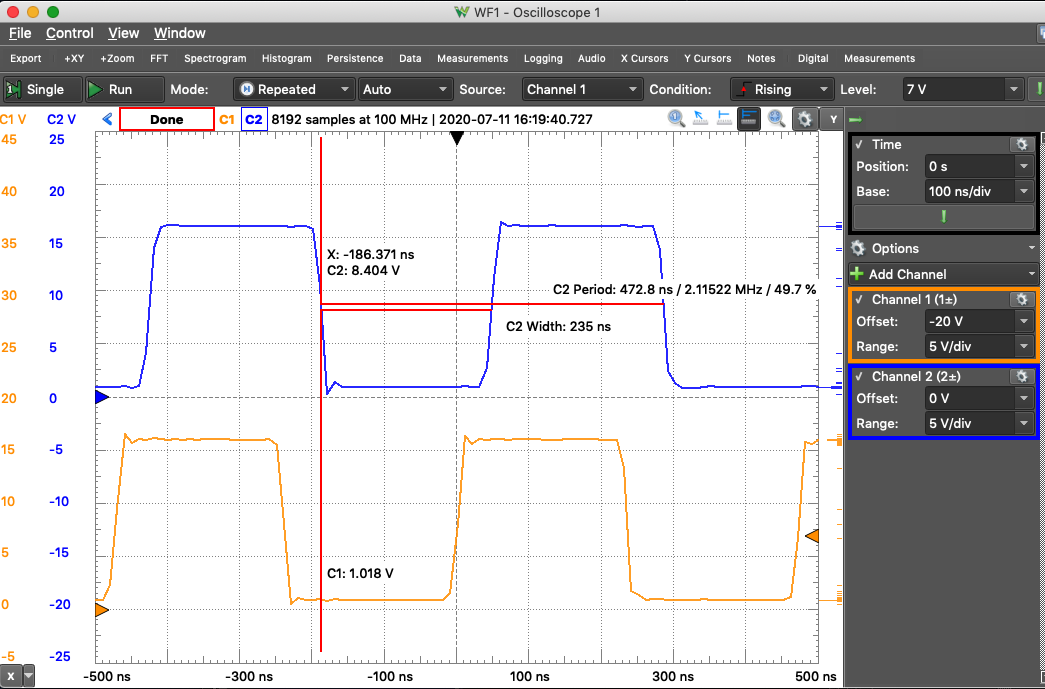 WF1 - Oscilloscope 1
File Control View Window
Export +XY +Zoom FFT Spectrogram Histogram Persistence Data Measurements Logging Audio X Cursors Y Cursors Notes Digital Measurements
Single Run Mode: Repeated Auto Source: Channel 1 Condition: Rising Level: 7 V
C1 V C2 V Done C1 C2 8192 samples at 100 MHz | 2020-07-11 16:19:40.727 Y
45 25
40 20
35 15
30 10
25 5
20 0
15 -5
10 -10
5 -15
0 -20
-5 -25
X: -186.371 ns
C2: 8.404 V
C2 Period: 472.8 ns / 2.11522 MHz / 49.7 %
C2 Width: 235 ns
C1: 1.018 V
X -500 ns -300 ns -100 ns 100 ns 300 ns 500 ns
Time
Position: 0 s
Base: 100 ns/div
Options
Add Channel
Channel 1 (1±)
Offset: -20 V
Range: 5 V/div
Channel 2 (2±)
Offset: 0 V
Range: 5 V/div